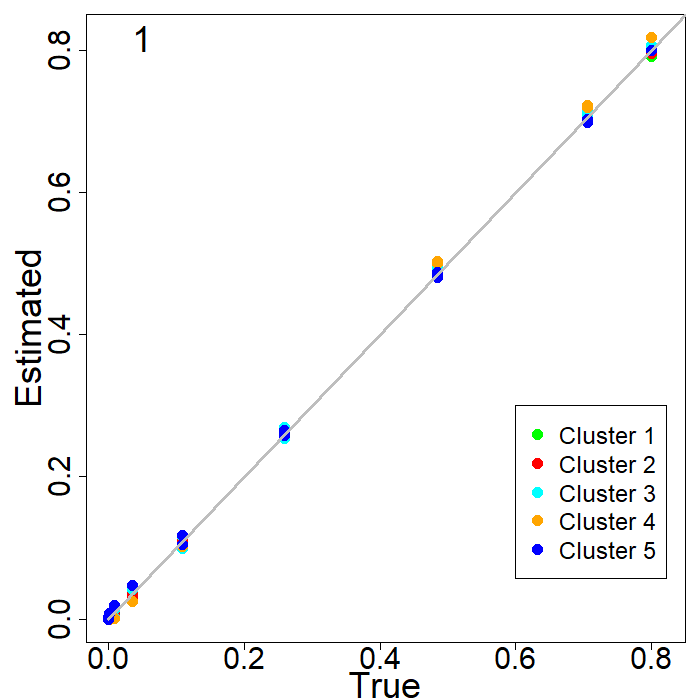 1
0.8
0.6
0.4
0.2
0.0
Estimated
Cluster 1
Cluster 2
Cluster 3
Cluster 4
Cluster 5
0.0 0.2 0.4 0.6 0.8
True